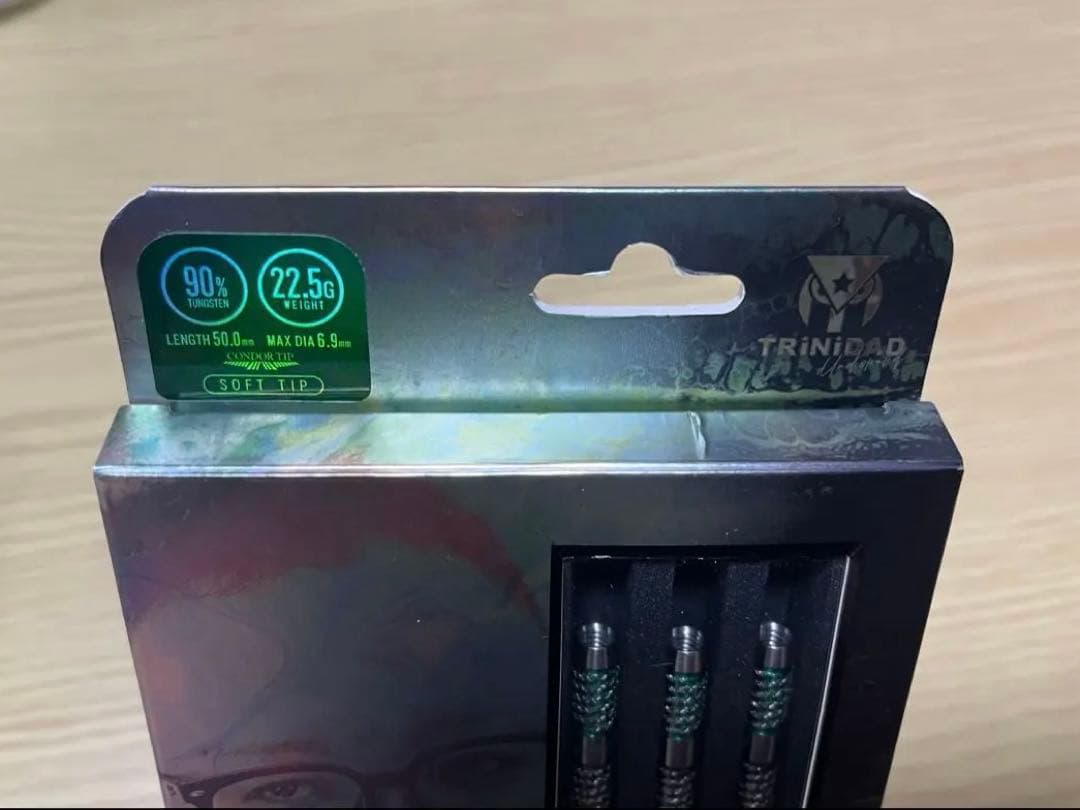 90%
TUNGSTEN
22.5G
WEIGHT
LENGTH 50.0mm MAX DIA 6.9mm
CONDOR TIP
SOFT TIP
TRiNiDAD